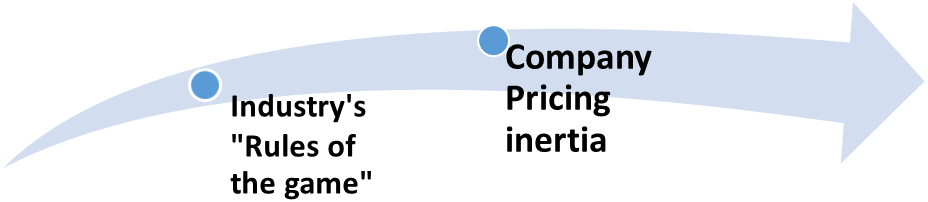 Industry's
"Rules of
the game"
Company
Pricing
inertia